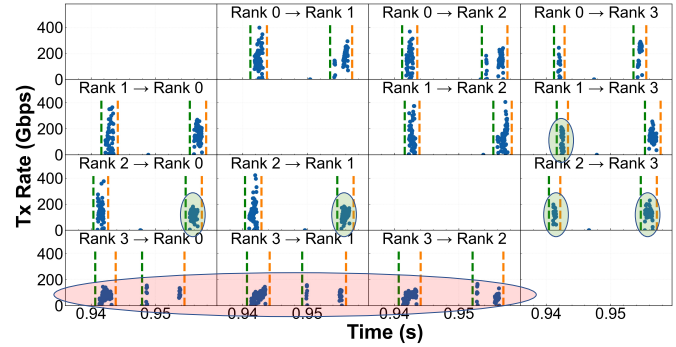 Tx Rate (Gbps)
Rank 0 → Rank 1 Rank 0 → Rank 2 Rank 0 → Rank 3
400
200
0
Rank 1 → Rank 0 Rank 1 → Rank 2 Rank 1 → Rank 3
400
200
0
Rank 2 → Rank 0 Rank 2 → Rank 1 Rank 2 → Rank 3
400
200
0
Rank 3 → Rank 0 Rank 3 → Rank 1 Rank 3 → Rank 2
400
200
0
0.94 0.95 0.94 0.95 0.94 0.95 0.94 0.95
Time (s)